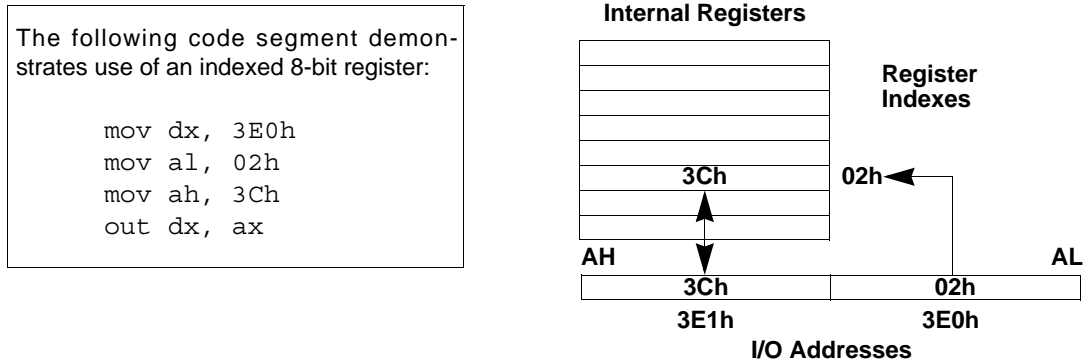 The following code segment demon-
strates use of an indexed 8-bit register:
mov dx, 3E0h
mov al, 02h
mov ah, 3Ch
out dx, ax
Internal Registers
Register
Indexes
3Ch
02h
AH
AL
3Ch
02h
3E1h
3E0h
I/O Addresses